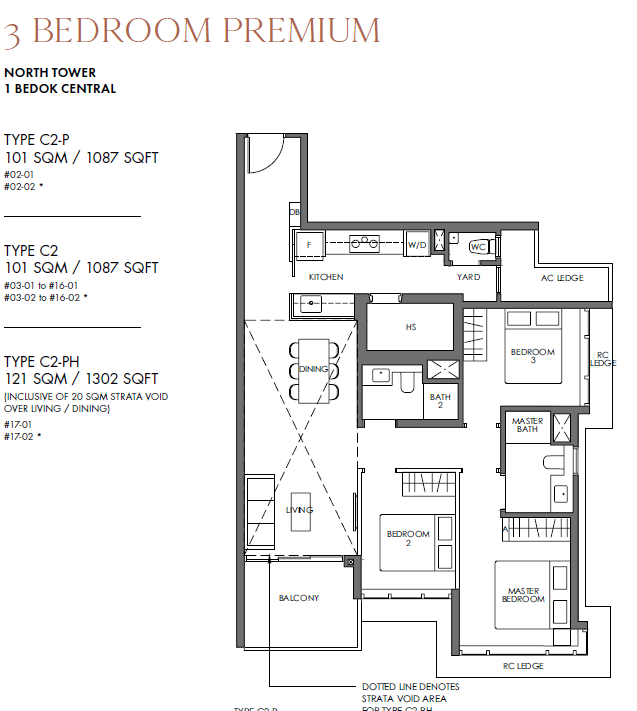 3 BEDROOM PREMIUM
NORTH TOWER
1 BEDOK CENTRAL
TYPE C2-P
101 SQM / 1087 SQFT
#02-01
#02-02 *
TYPE C2
101 SQM / 1087 SQFT
#03-01 to #16-01
#03-02 to #16-02 *
TYPE C2-PH
121 SQM / 1302 SQFT
(INCLUSIVE OF 20 SQM STRATA VOID
OVER LIVING / DINING)
#17-01
#17-02 *
DB
F
W/D
WC
KITCHEN
YARD
AC LEDGE
HS
BEDROOM
3
RC
LEDGE
DINING
BATH
2
MASTER
BATH
LIVING
BEDROOM
2
A
MASTER
BEDROOM
BALCONY
RC LEDGE
DOTTED LINE DENOTES
STRATA VOID AREA
FOR TYPE C2-PH
TYPE C2-P